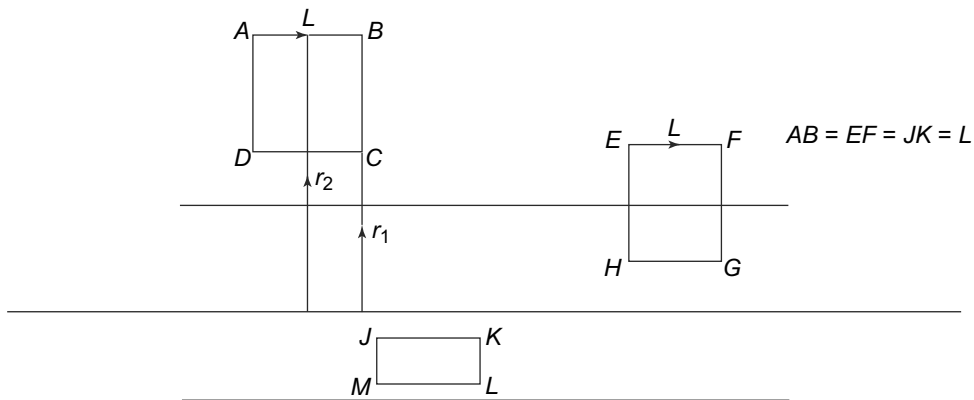 L
A B
D C
r2
r1
E L F
AB = EF = JK = L
H G
J K
M L